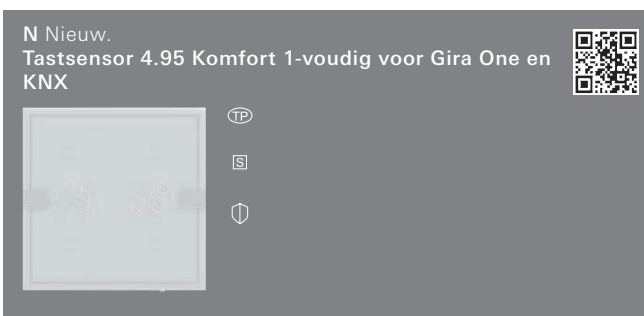 N Nieuw.
Tastsensor 4.95 Komfort 1-voudig voor Gira One en
KNX
TP
S